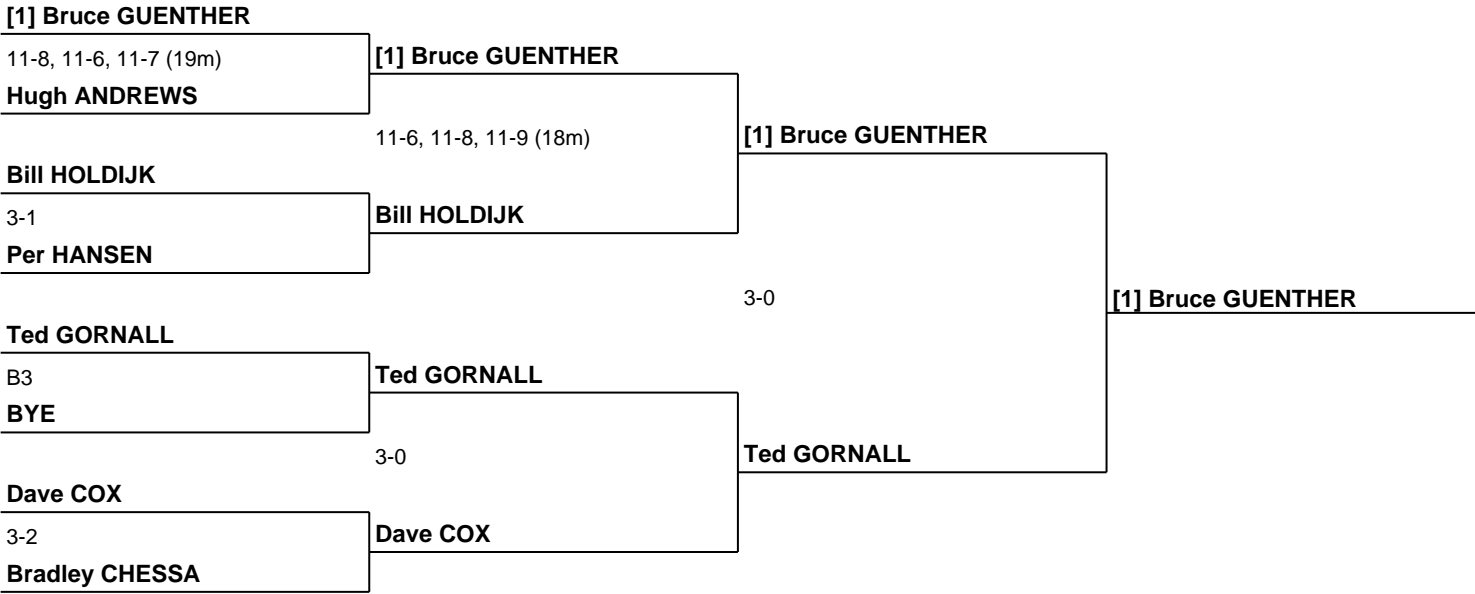 [1] Bruce GUENTHER
11-8, 11-6, 11-7 (19m)
[1] Bruce GUENTHER
Hugh ANDREWS
11-6, 11-8, 11-9 (18m)
[1] Bruce GUENTHER
Bill HOLDIJK
3-1
Bill HOLDIJK
Per HANSEN
3-0
[1] Bruce GUENTHER
Ted GORNALL
B3
Ted GORNALL
BYE
3-0
Ted GORNALL
Dave COX
3-2
Dave COX
Bradley CHESSA